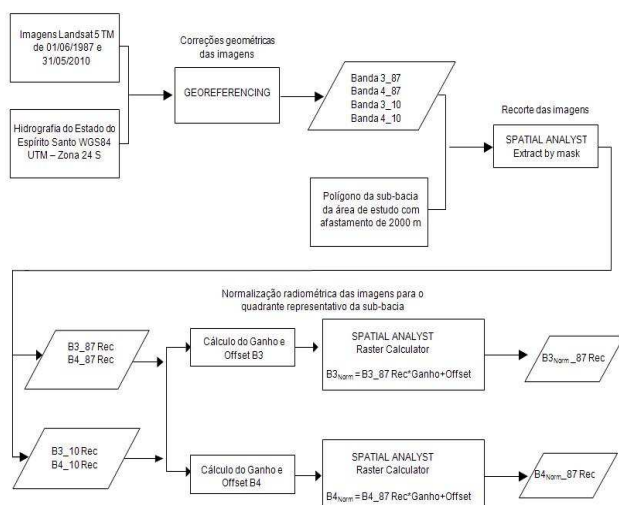 Imagens Landsat 5 TM
de 01/06/1987 e
31/05/2010
Hidrografia do Estado do
Espírito Santo WGS84
UTM – Zona 24 S
Correções geométricas
das imagens
GEOREFERENCING
Banda 3_87
Banda 4_87
Banda 3_10
Banda 4_10
Polígono da sub-bacia
da área de estudo com
afastamento de 2000 m
Recorte das imagens
SPATIAL ANALYST
Extract by mask
Normalização radiométrica das imagens para o
quadrante representativo da sub-bacia
B3_87 Rec
B4_87 Rec
Cálculo do Ganho e
Offset B3
SPATIAL ANALYST
Raster Calculator
B3Norm = B3_87 Rec*Ganho+Offset
B3Norm_87 Rec
B3_10 Rec
B4_10 Rec
Cálculo do Ganho e
Offset B4
SPATIAL ANALYST
Raster Calculator
B4Norm = B4_87 Rec*Ganho+Offset
B4Norm_87 Rec